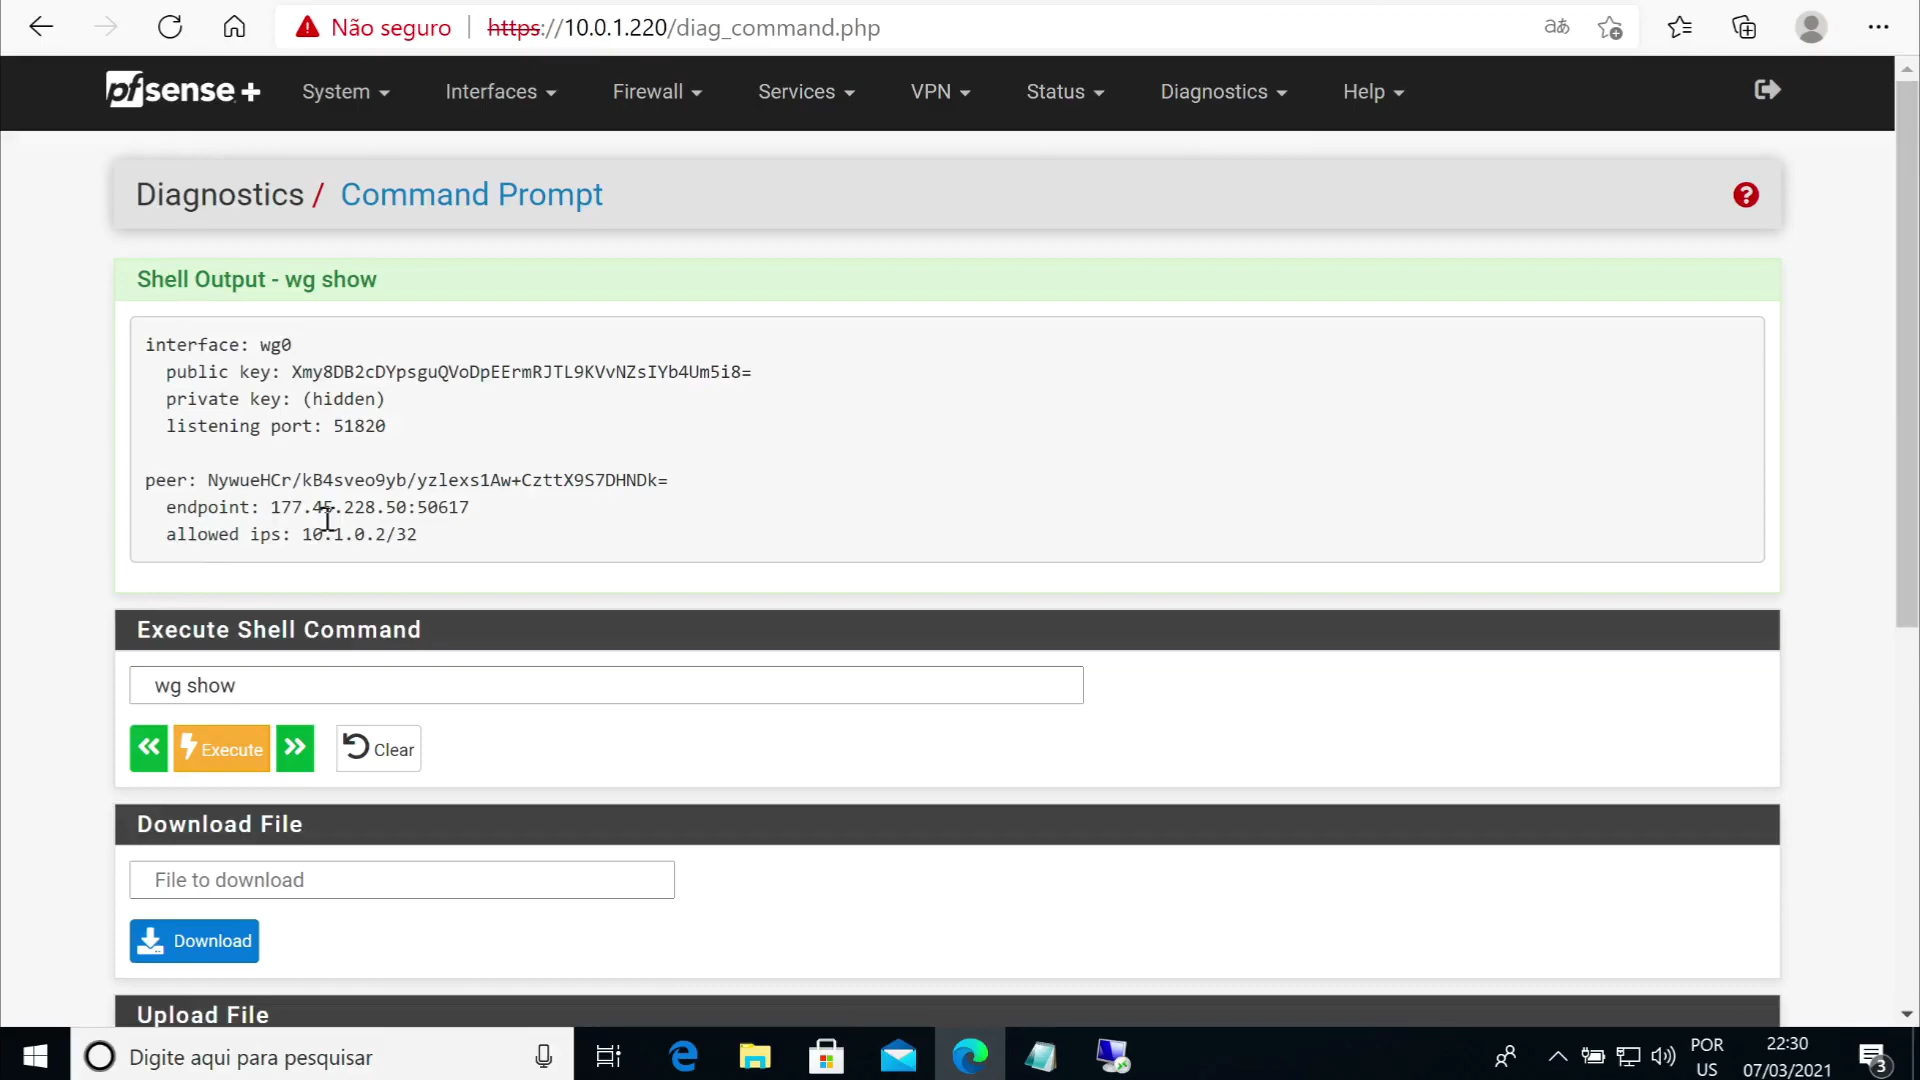 Não seguro https://10.0.1.220/diag_command.php
pfsense + System Interfaces Firewall Services VPN Status Diagnostics Help
Diagnostics / Command Prompt
Shell Output - wg show
interface: wg0
public key: Xmy8DB2cDYpsguQVoDpEErmRJTL9KVvNZsIYb4Um5i8=
private key: (hidden)
listening port: 51820
peer: NywueHCr/kB4sveo9yb/yzlexs1Aw+CzttX9S7DHNDk=
endpoint: 177.45.228.50:50617
allowed ips: 10.1.0.2/32
Execute Shell Command
wg show
Execute Clear
Download File
File to download
Download
Upload File
Digite aqui para pesquisar
POR 22:30
US 07/03/2021 3